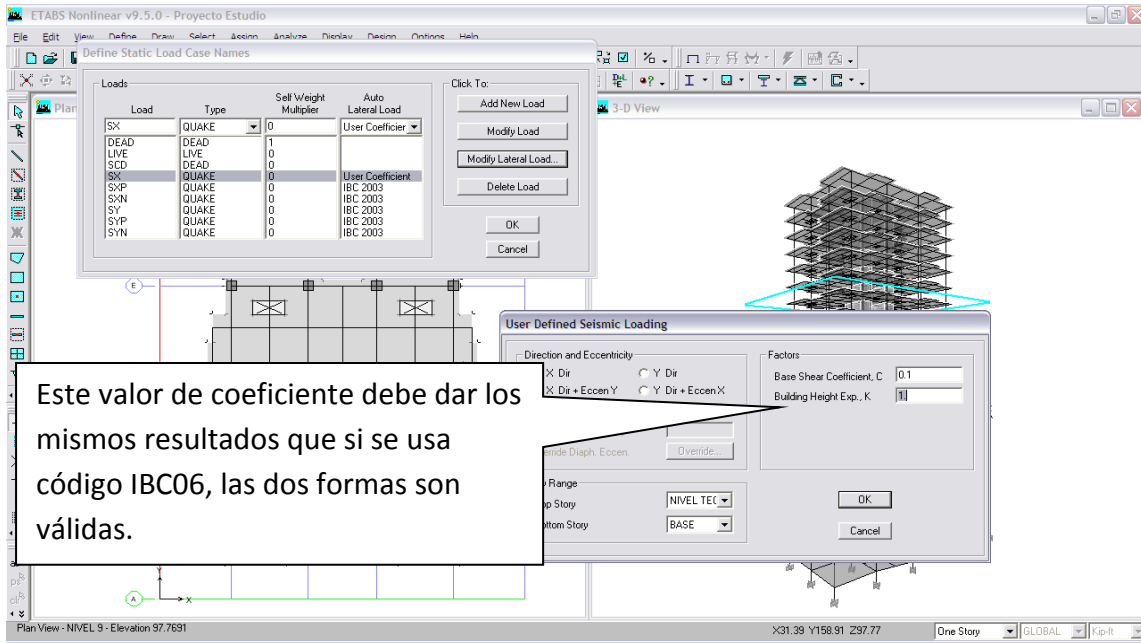 ETABS Nonlinear v9.5.0 - Proyecto Estudio
File Edit View Define Draw Select Assign Analyze Display Design Options Help
Define Static Load Case Names
Loads
Click To:
Load Type Self Weight Multiplier Auto Lateral Load
SX QUAKE 0 User Coefficier
DEAD DEAD 1
LIVE LIVE 0
SCD DEAD 0
SX QUAKE 0 User Coefficient
SXP QUAKE 0 IBC 2003
SXN QUAKE 0 IBC 2003
SY QUAKE 0 IBC 2003
SYP QUAKE 0 IBC 2003
SYN QUAKE 0 IBC 2003
Add New Load
Modify Load
Modify Lateral Load...
Delete Load
OK
Cancel
Plan
3-D View
E
User Defined Seismic Loading
Direction and Eccentricity
X Dir Y Dir
X Dir + Eccen Y Y Dir + Eccen X
erride Diaph. Eccen. Override...
Range
op Story NIVEL TEC
ottom Story BASE
Factors
Base Shear Coefficient, C 0.1
Building Height Exp., K 1.
OK
Cancel
Este valor de coeficiente debe dar los
mismos resultados que si se usa
código IBC06, las dos formas son
válidas.
A
X
Plan View - NIVEL 9 - Elevation 97.7691
X31.39 Y158.91 Z97.77
One Story GLOBAL Kip-ft